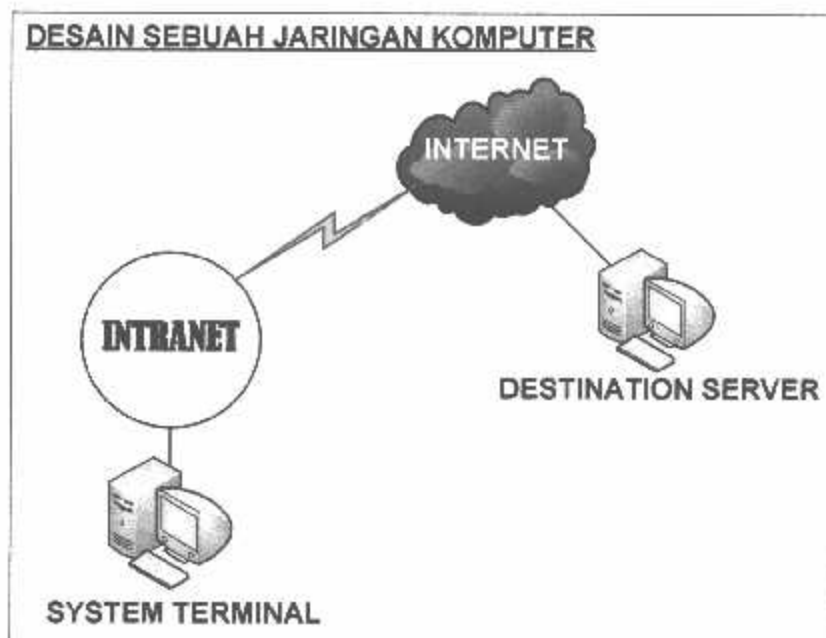 DESAIN SEBUAH JARINGAN KOMPUTER
INTERNET
INTRANET
DESTINATION SERVER
SYSTEM TERMINAL